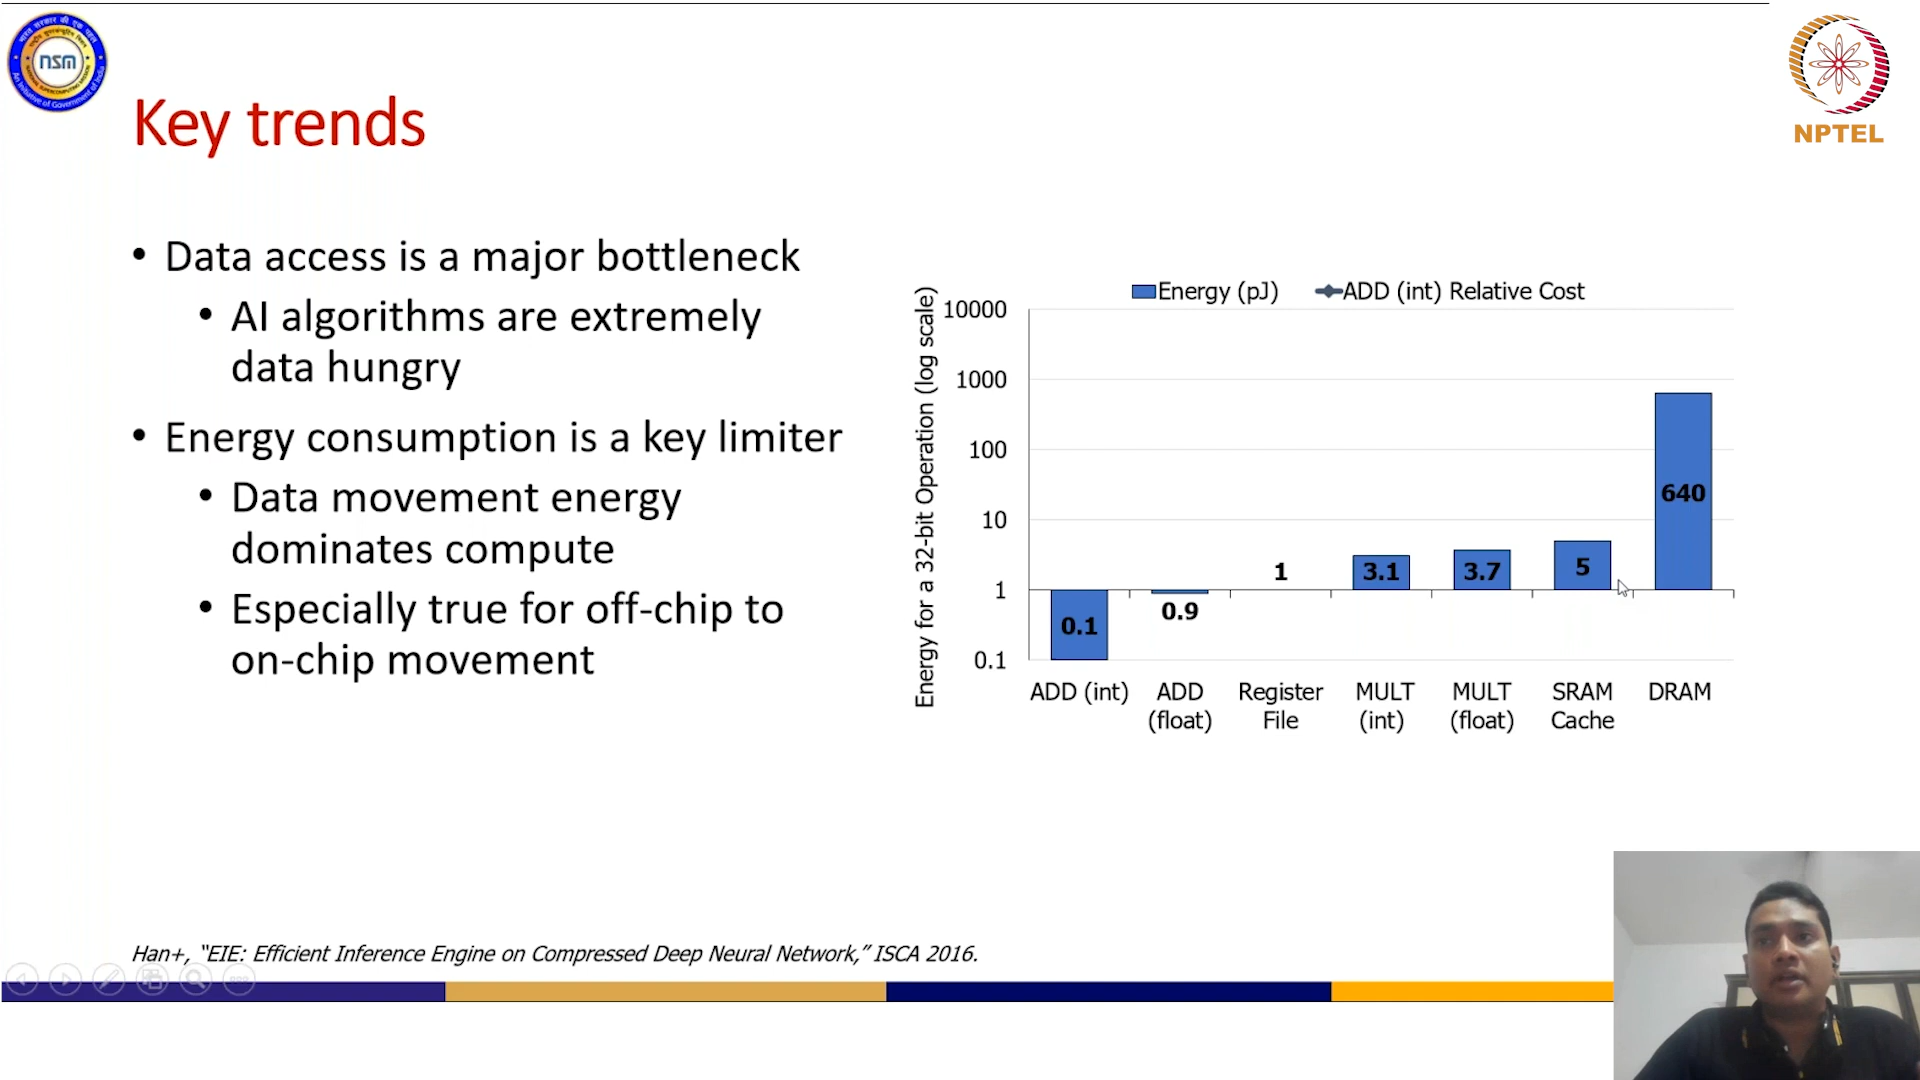 nsm
NPTEL
Key trends
• Data access is a major bottleneck
• AI algorithms are extremely
data hungry
• Energy consumption is a key limiter
• Data movement energy
dominates compute
• Especially true for off-chip to
on-chip movement
Energy (pJ) ADD (int) Relative Cost
Energy for a 32-bit Operation (log scale)
10000
1000
100
10
1
0.1
0.1
0.9
1
3.1
3.7
5
640
ADD (int)
ADD
(float)
Register
File
MULT
(int)
MULT
(float)
SRAM
Cache
DRAM
Han+, “EIE: Efficient Inference Engine on Compressed Deep Neural Network,” ISCA 2016.